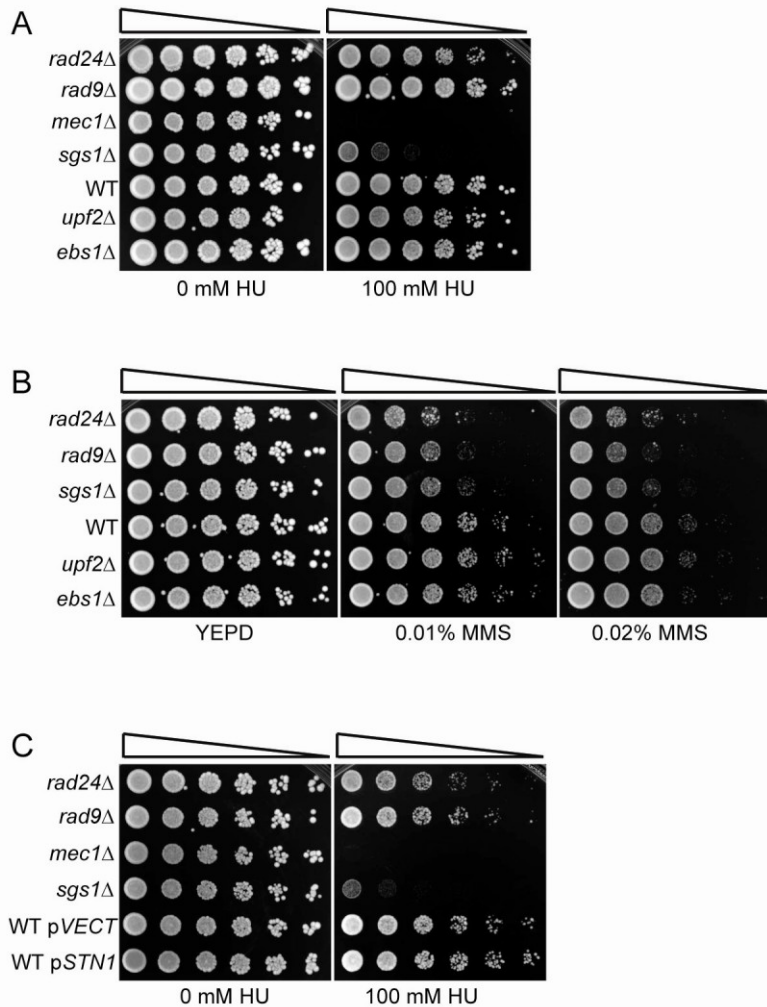 A
rad24Δ
rad9Δ
mec1Δ
sgs1Δ
WT
upf2Δ
ebs1Δ
0 mM HU 100 mM HU
B
rad24Δ
rad9Δ
sgs1Δ
WT
upf2Δ
ebs1Δ
YEPD 0.01% MMS 0.02% MMS
C
rad24Δ
rad9Δ
mec1Δ
sgs1Δ
WT pVECT
WT pSTN1
0 mM HU 100 mM HU